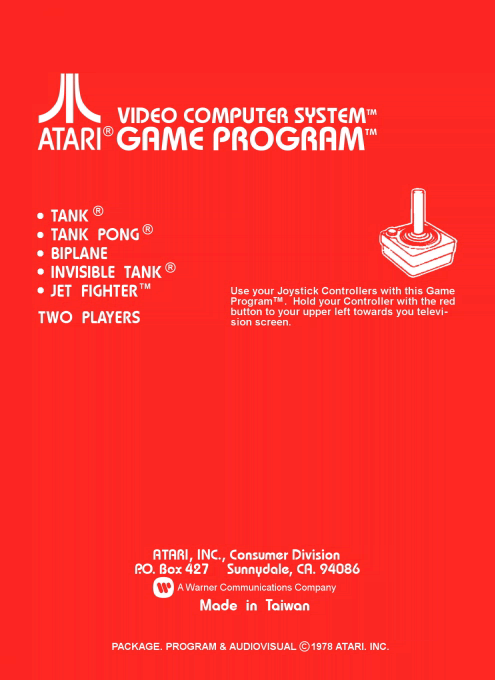 VIDEO COMPUTER SYSTEM™
ATARI® GAME PROGRAM™
• TANK®
• TANK PONG®
• BIPLANE
• INVISIBLE TANK®
• JET FIGHTER™
TWO PLAYERS
Use your Joystick Controllers with this Game
Program™. Hold your Controller with the red
button to your upper left towards you televi-
sion screen.
ATARI, INC., Consumer Division
P.O. Box 427 Sunnydale, CA. 94086
A Warner Communications Company
Made in Taiwan
PACKAGE. PROGRAM & AUDIOVISUAL ©1978 ATARI. INC.